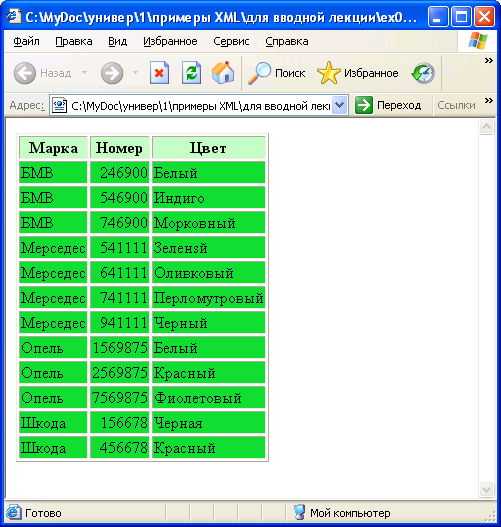 C:\MyDoc\универ\1\примеры XML\для вводной лекции\ex0...
Файл Правка Вид Избранное Сервис Справка
Назад Поиск Избранное
Адрес: C:\MyDoc\универ\1\примеры XML\для вводной лекц Переход Ссылки
Марка Номер Цвет
БМВ 246900 Белый
БМВ 546900 Индиго
БМВ 746900 Морковный
Мерседес 541111 Зеленѕй
Мерседес 641111 Оливковый
Мерседес 741111 Перломутровый
Мерседес 941111 Черный
Опель 1569875 Белый
Опель 2569875 Красный
Опель 7569875 Фиолетовый
Шкода 156678 Черная
Шкода 456678 Красный
Готово Мой компьютер